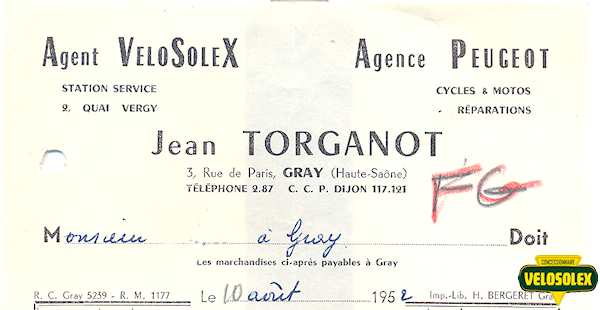 Agent VELOSOLEX Agence PEUGEOT
STATION SERVICE CYCLES & MOTOS
2, QUAI VERGY - RÉPARATIONS
Jean TORGANOT
3, Rue de Paris, GRAY (Haute-Saône)
TÉLÉPHONE 2.87 C. C. P. DIJON 117.121
FG
Monsieur à Gray Doit
Les marchandises ci-après payables à Gray
R. C. Gray 5239 - R. M. 1177 Le 10 août 1952 Imp.-Lib. H. BERGERET Gra
CONCESSIONNAIRE
VELOSOLEX